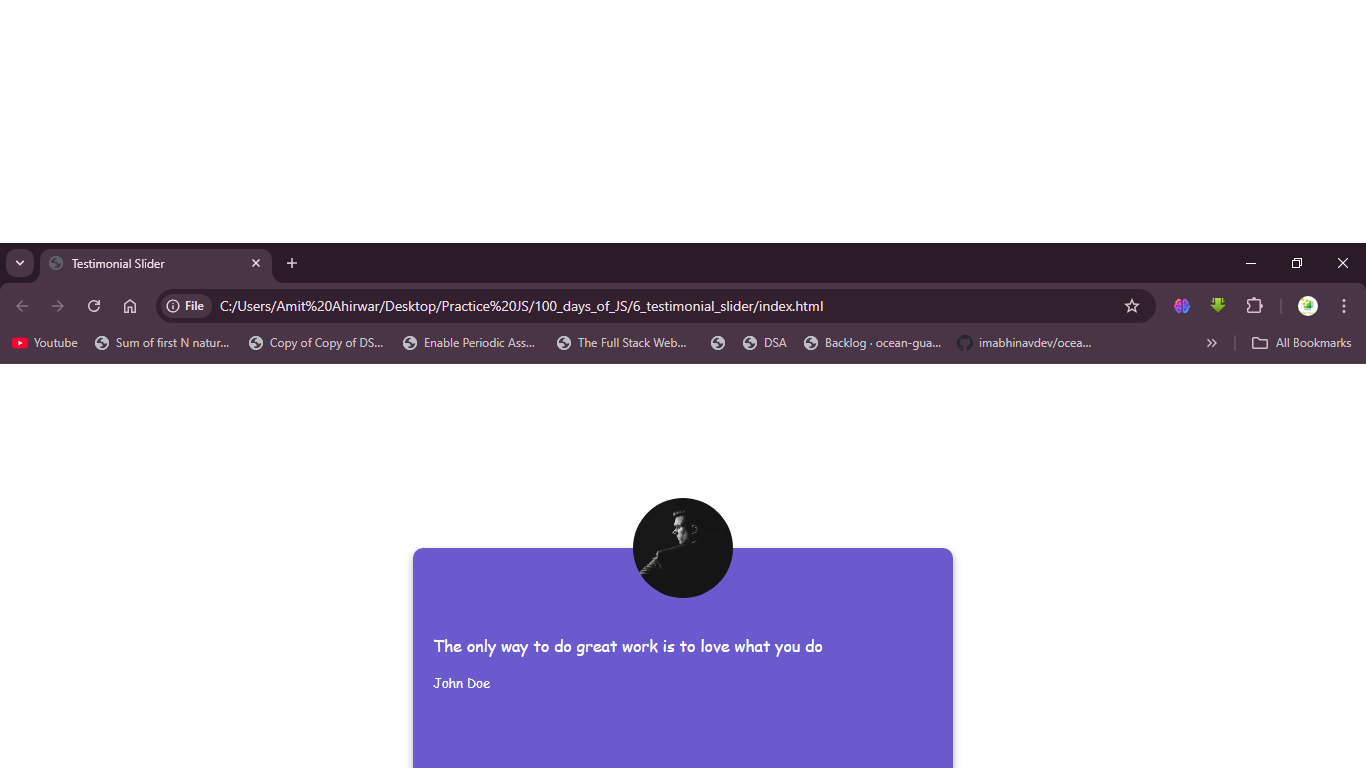 Testimonial Slider
File
C:/Users/Amit%20Ahirwar/Desktop/Practice%20JS/100_days_of_JS/6_testimonial_slider/index.html
Youtube
Sum of first N natur...
Copy of Copy of DS...
Enable Periodic Ass...
The Full Stack Web...
DSA
Backlog · ocean-gua...
imabhinavdev/ocea...
All Bookmarks
The only way to do great work is to love what you do
John Doe